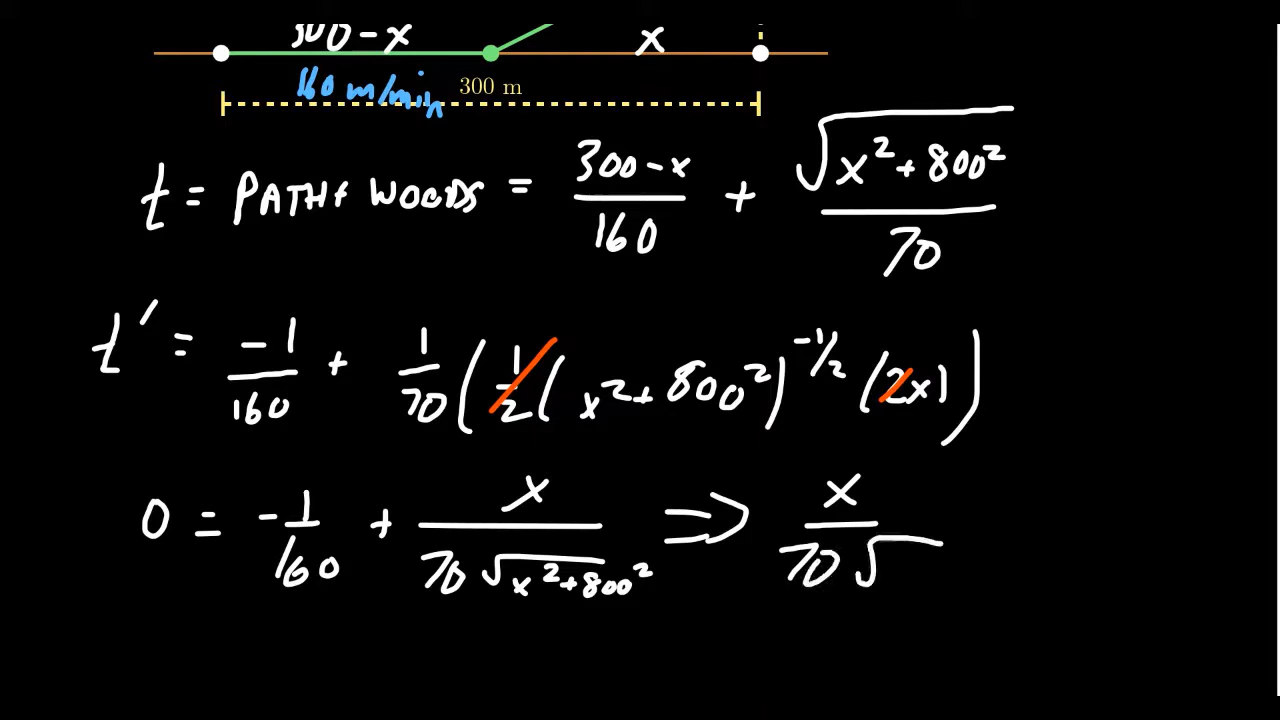 300-x x
160 m/min 300 m
t = PATH + WOODS = 300-x/160 + √(x²+800²)/70
t' = -1/160 + 1/70 (1/2 (x²+800²)^-1/2 (2x))
0 = -1/160 + x/70√(x²+800²) ⇒ x/70√